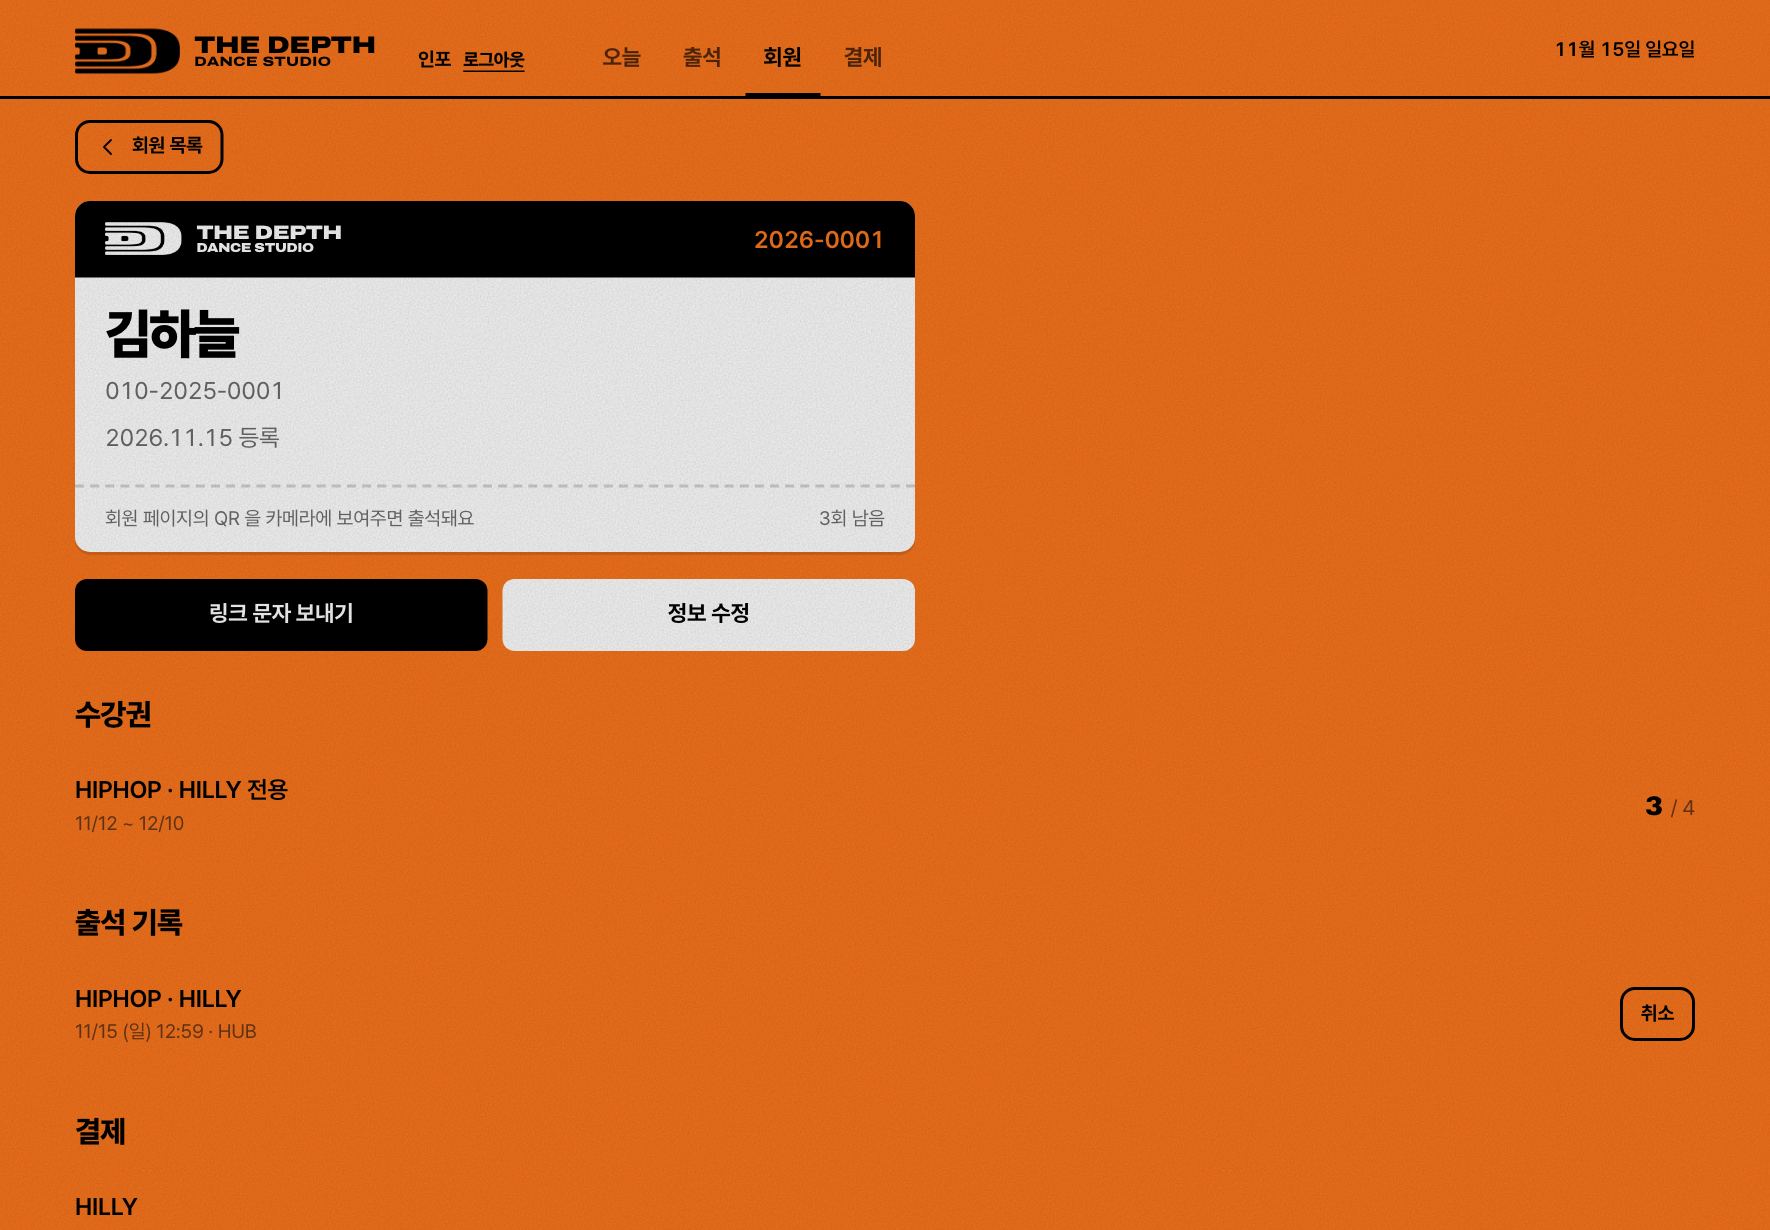 THE DEPTH
DANCE STUDIO
인포 로그아웃 오늘 출석 회원 결제 11월 15일 일요일
회원 목록
THE DEPTH
DANCE STUDIO
2026-0001
김하늘
010-2025-0001
2026.11.15 등록
회원 페이지의 QR 을 카메라에 보여주면 출석돼요 3회 남음
링크 문자 보내기 정보 수정
수강권
HIPHOP · HILLY 전용
11/12 ~ 12/10
3 / 4
출석 기록
HIPHOP · HILLY
11/15 (일) 12:59 · HUB
취소
결제
HILLY